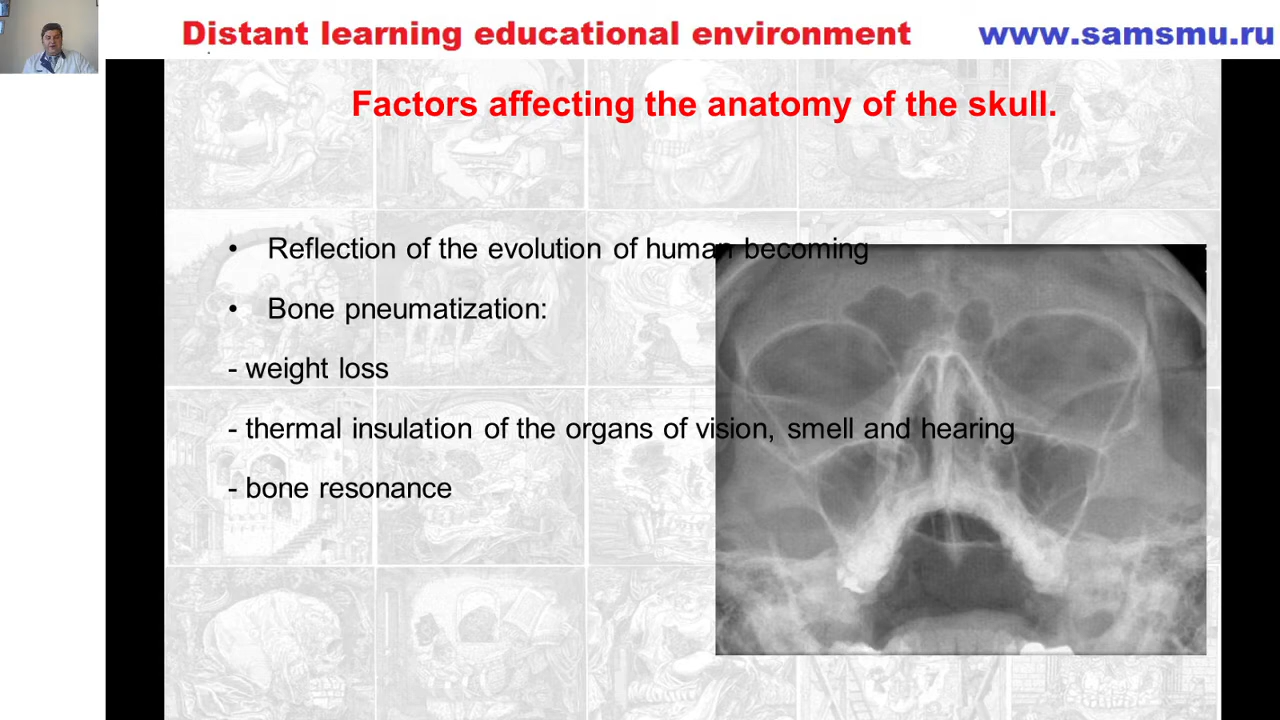 Distant learning educational environment www.samsmu.ru
Factors affecting the anatomy of the skull.
• Reflection of the evolution of human becoming
• Bone pneumatization:
- weight loss
- thermal insulation of the organs of vision, smell and hearing
- bone resonance